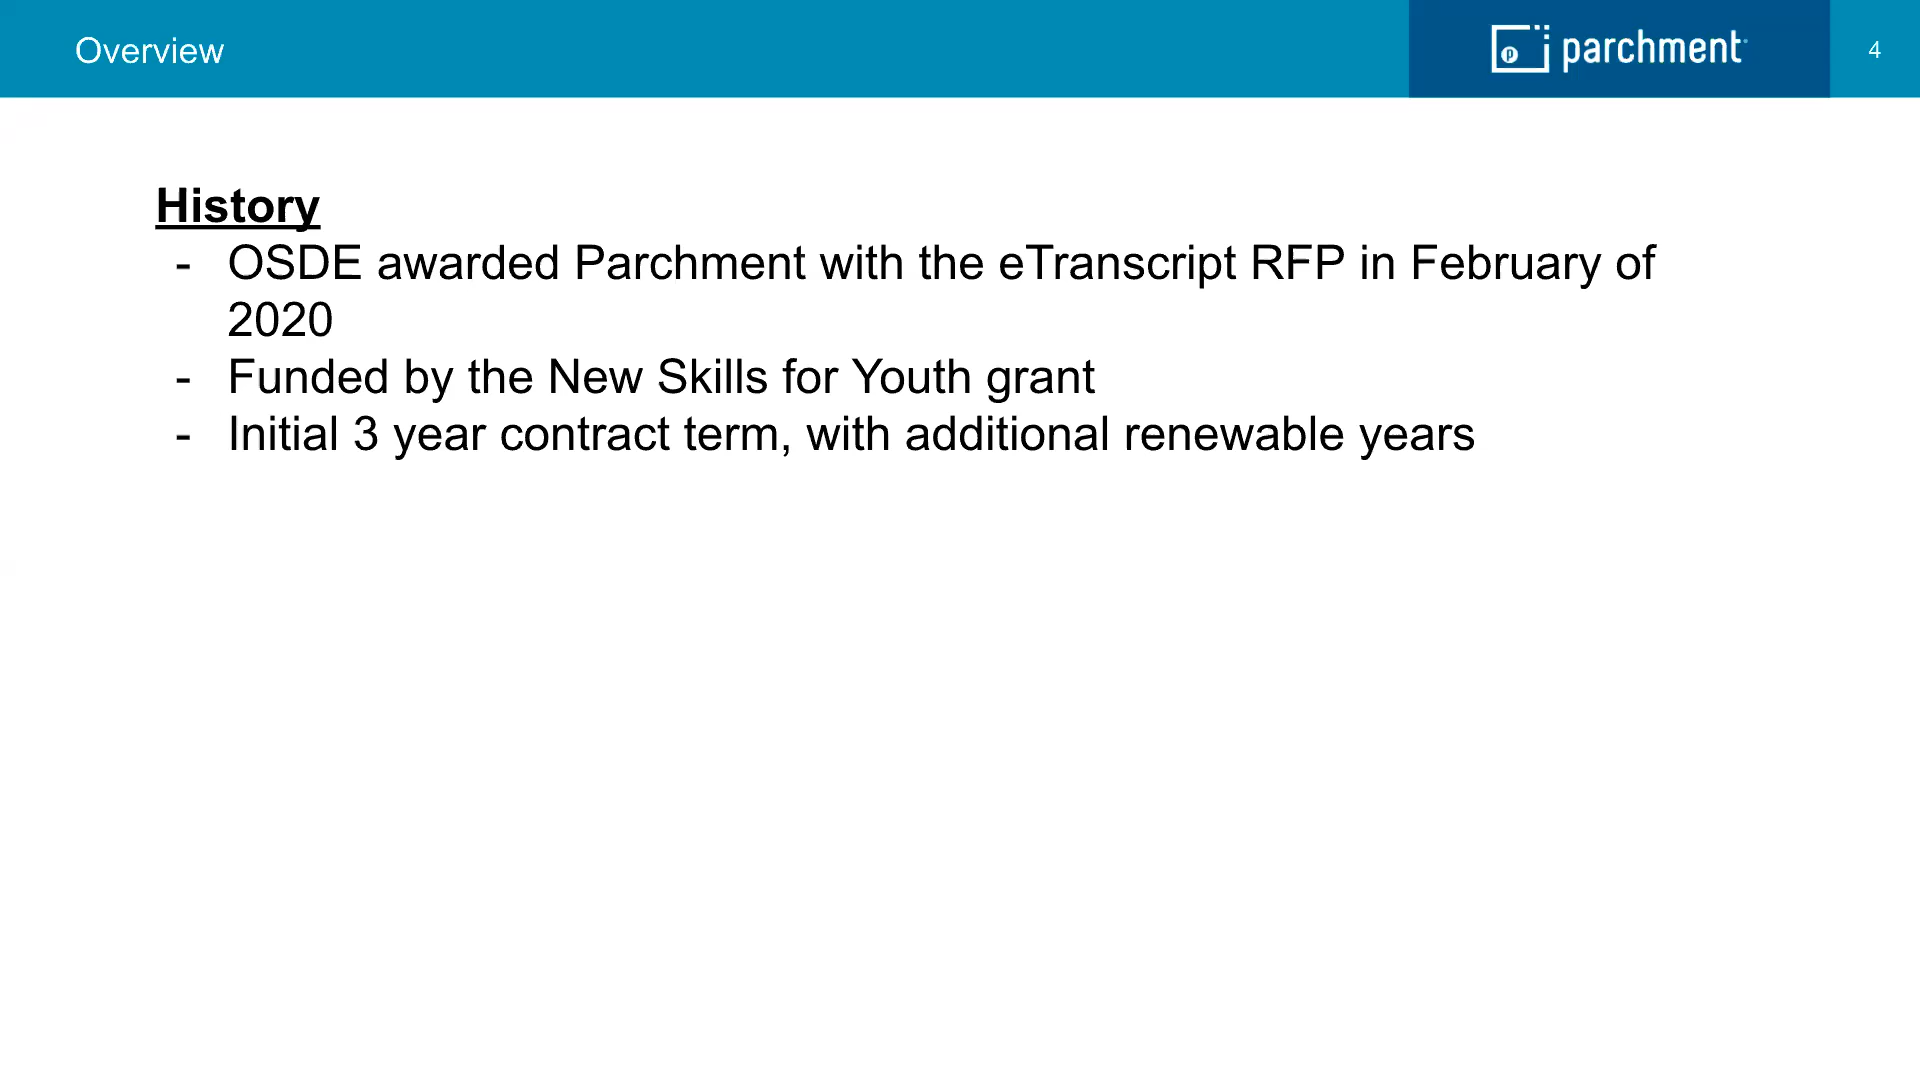 Overview
parchment
4
History
- OSDE awarded Parchment with the eTranscript RFP in February of
2020
- Funded by the New Skills for Youth grant
- Initial 3 year contract term, with additional renewable years